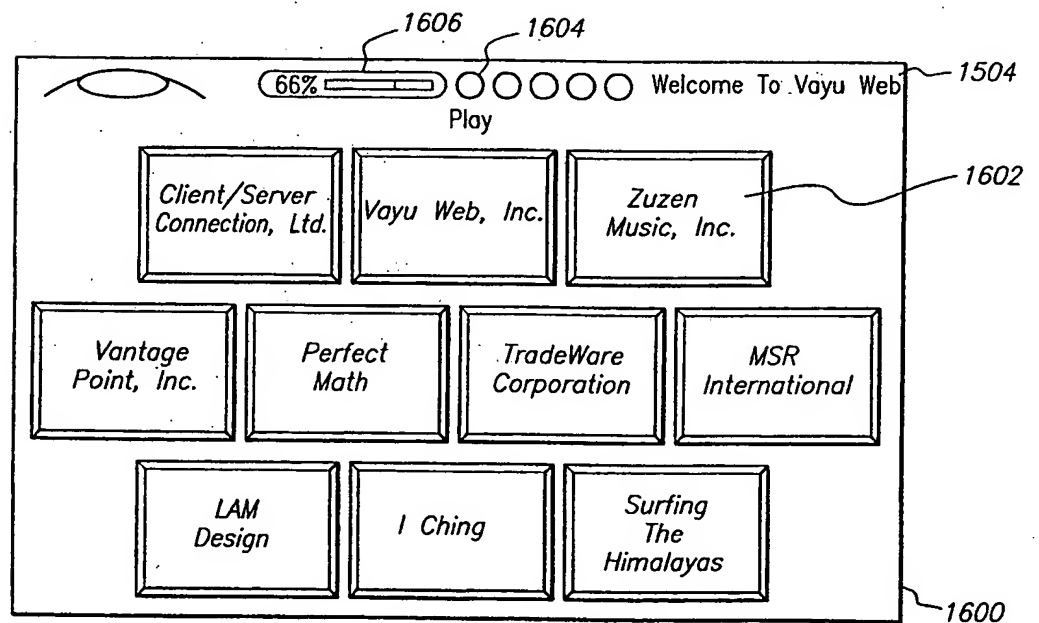 1606
1604
66%
Welcome To Vayu Web
1504
Play
Client/Server
Connection, Ltd.
Vayu Web, Inc.
Zuzen
Music, Inc.
1602
Vantage
Point, Inc.
Perfect
Math
TradeWare
Corporation
MSR
International
LAM
Design
I Ching
Surfing
The
Himalayas
1600